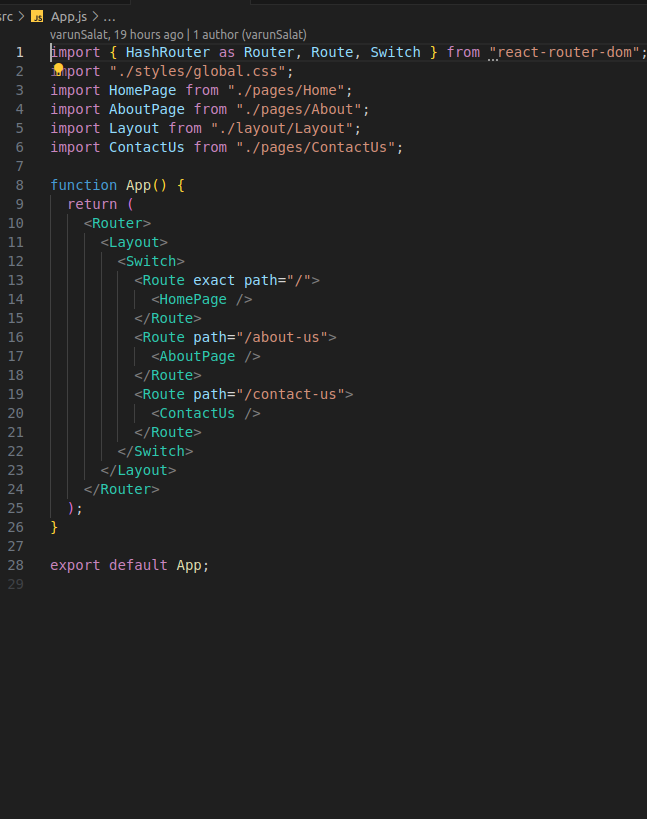 src > JS App.js > ...
varunSalat, 19 hours ago | 1 author (varunSalat)
1 import { HashRouter as Router, Route, Switch } from "react-router-dom";
2 import "./styles/global.css";
3 import HomePage from "./pages/Home";
4 import AboutPage from "./pages/About";
5 import Layout from "./layout/Layout";
6 import ContactUs from "./pages/ContactUs";
7
8 function App() {
9   return (
10     <Router>
11       <Layout>
12         <Switch>
13           <Route exact path="/">
14             <HomePage />
15           </Route>
16           <Route path="/about-us">
17             <AboutPage />
18           </Route>
19           <Route path="/contact-us">
20             <ContactUs />
21           </Route>
22         </Switch>
23       </Layout>
24     </Router>
25   );
26 }
27
28 export default App;
29